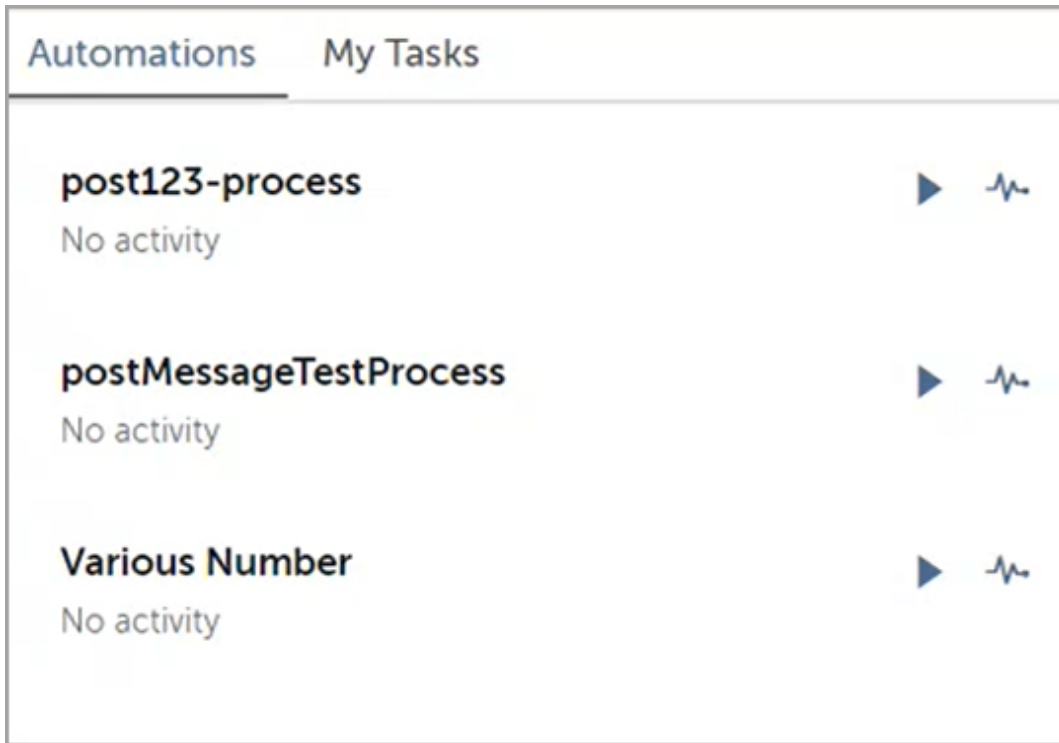 Automations My Tasks
post123-process
No activity
postMessageTestProcess
No activity
Various Number
No activity